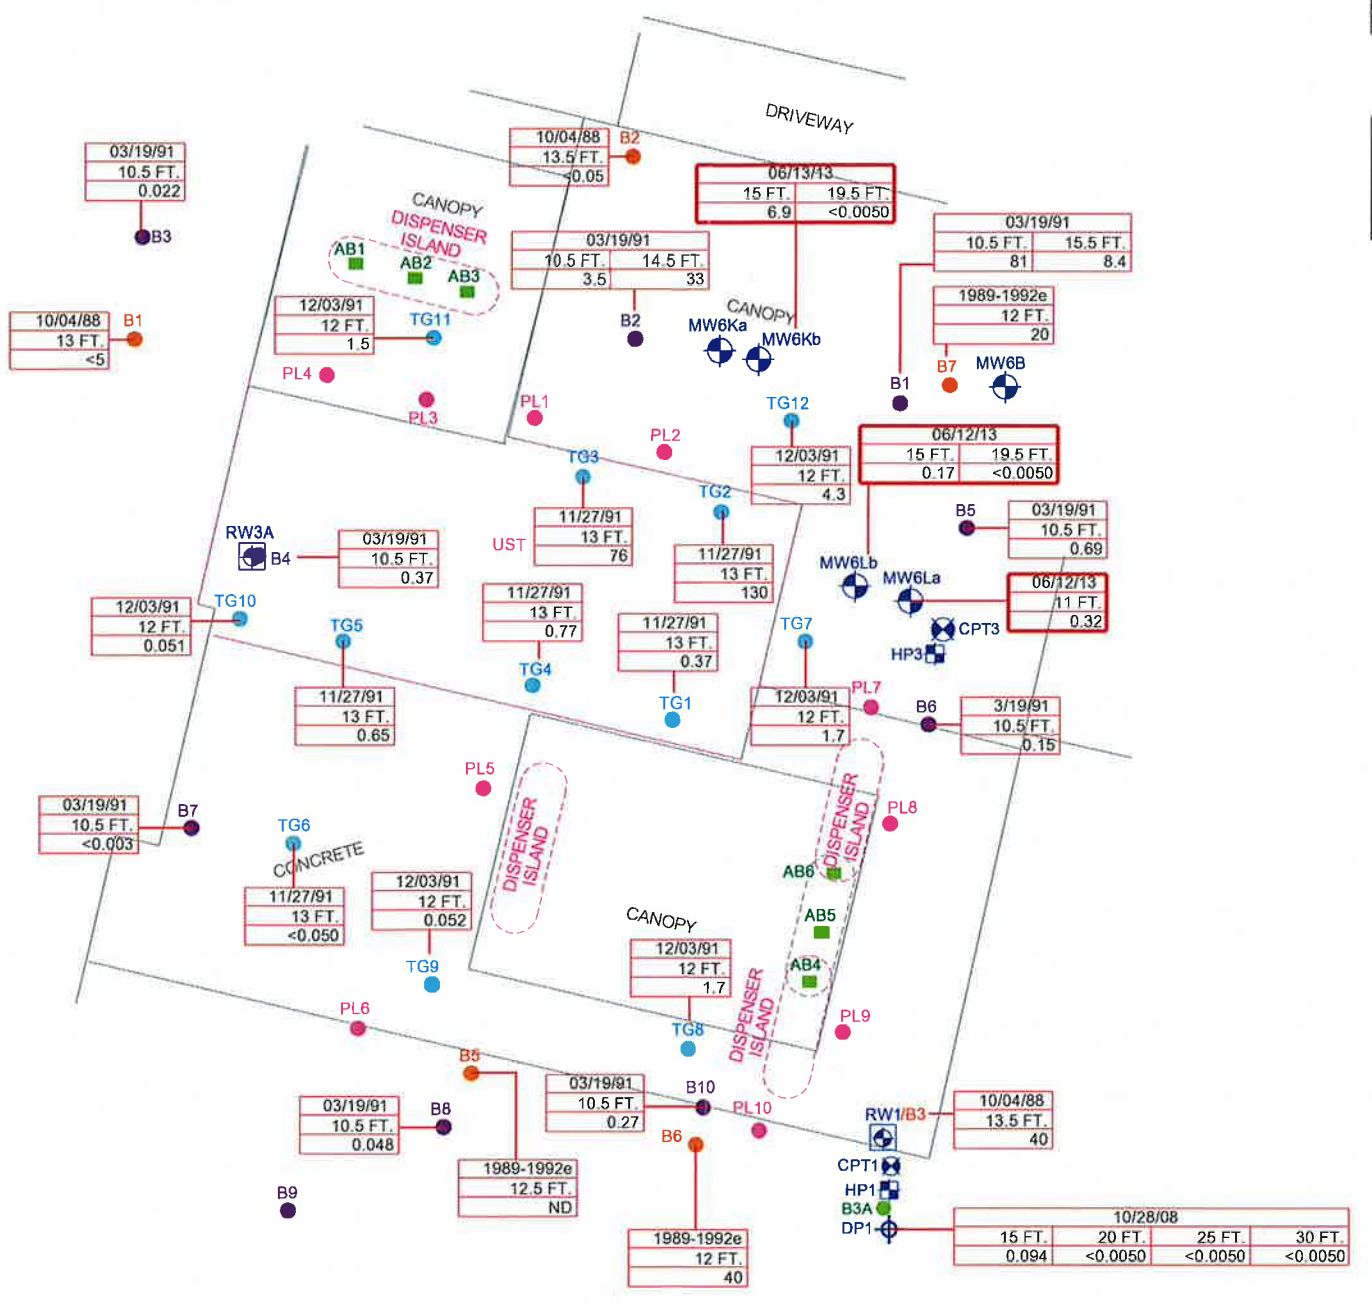 DRIVEWAY
10/04/88
13.5 FT.
<0.05
B2
03/19/91
10.5 FT.
0.022
B3
06/13/13
15 FT. 19.5 FT.
6.9 <0.0050
CANOPY
DISPENSER
ISLAND
AB1
AB2
AB3
03/19/91
10.5 FT. 14.5 FT.
3.5 33
B2
03/19/91
10.5 FT. 15.5 FT.
81 8.4
B1
1989-1992e
12 FT.
20
B7
MW6B
10/04/88
13 FT.
<5
B1
12/03/91
12 FT.
1.5
TG11
CANOPY
MW6Ka
MW6Kb
PL4
PL3
PL1
PL2
TG12
12/03/91
12 FT.
4.3
06/12/13
15 FT. 19.5 FT.
0.17 <0.0050
TG3
11/27/91
13 FT.
76
UST
TG2
11/27/91
13 FT.
130
B5
03/19/91
10.5 FT.
0.69
RW3A
B4
03/19/91
10.5 FT.
0.37
MW6Lb
MW6La
06/12/13
11 FT.
0.32
CPT3
HP3
12/03/91
12 FT.
0.051
TG10
TG5
11/27/91
13 FT.
0.65
11/27/91
13 FT.
0.77
TG4
11/27/91
13 FT.
0.37
TG1
TG7
12/03/91
12 FT.
1.7
PL7
B6
3/19/91
10.5 FT.
0.15
PL5
DISPENSER
ISLAND
DISPENSER
ISLAND
PL8
03/19/91
10.5 FT.
<0.003
B7
TG6
CONCRETE
11/27/91
13 FT.
<0.050
12/03/91
12 FT.
0.052
TG9
AB6
AB5
AB4
CANOPY
12/03/91
12 FT.
1.7
TG8
DISPENSER
ISLAND
PL9
PL6
B5
1989-1992e
12.5 FT.
ND
03/19/91
10.5 FT.
0.048
B8
03/19/91
10.5 FT.
0.27
B10
PL10
B6
1989-1992e
12 FT.
40
B9
RW1/B3
10/04/88
13.5 FT.
40
CPT1
HP1
B3A
DP1
10/28/08
15 FT. 20 FT. 25 FT. 30 FT.
0.094 <0.0050 <0.0050 <0.0050